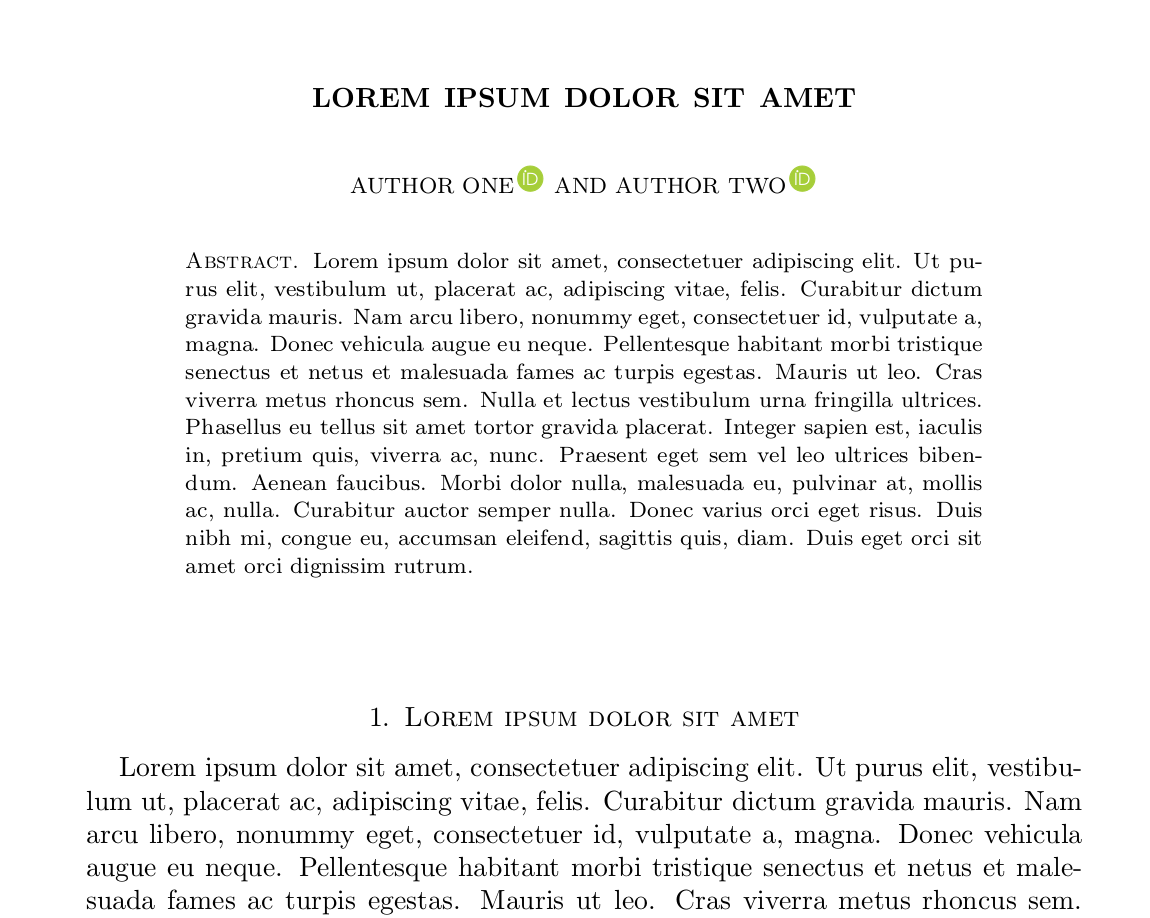 LOREM IPSUM DOLOR SIT AMET
AUTHOR ONE iD AND AUTHOR TWO iD
Abstract. Lorem ipsum dolor sit amet, consectetuer adipiscing elit. Ut pu-
rus elit, vestibulum ut, placerat ac, adipiscing vitae, felis. Curabitur dictum
gravida mauris. Nam arcu libero, nonummy eget, consectetuer id, vulputate a,
magna. Donec vehicula augue eu neque. Pellentesque habitant morbi tristique
senectus et netus et malesuada fames ac turpis egestas. Mauris ut leo. Cras
viverra metus rhoncus sem. Nulla et lectus vestibulum urna fringilla ultrices.
Phasellus eu tellus sit amet tortor gravida placerat. Integer sapien est, iaculis
in, pretium quis, viverra ac, nunc. Praesent eget sem vel leo ultrices biben-
dum. Aenean faucibus. Morbi dolor nulla, malesuada eu, pulvinar at, mollis
ac, nulla. Curabitur auctor semper nulla. Donec varius orci eget risus. Duis
nibh mi, congue eu, accumsan eleifend, sagittis quis, diam. Duis eget orci sit
amet orci dignissim rutrum.
1. Lorem ipsum dolor sit amet
Lorem ipsum dolor sit amet, consectetuer adipiscing elit. Ut purus elit, vestibu-
lum ut, placerat ac, adipiscing vitae, felis. Curabitur dictum gravida mauris. Nam
arcu libero, nonummy eget, consectetuer id, vulputate a, magna. Donec vehicula
augue eu neque. Pellentesque habitant morbi tristique senectus et netus et male-
suada fames ac turpis egestas. Mauris ut leo. Cras viverra metus rhoncus sem.